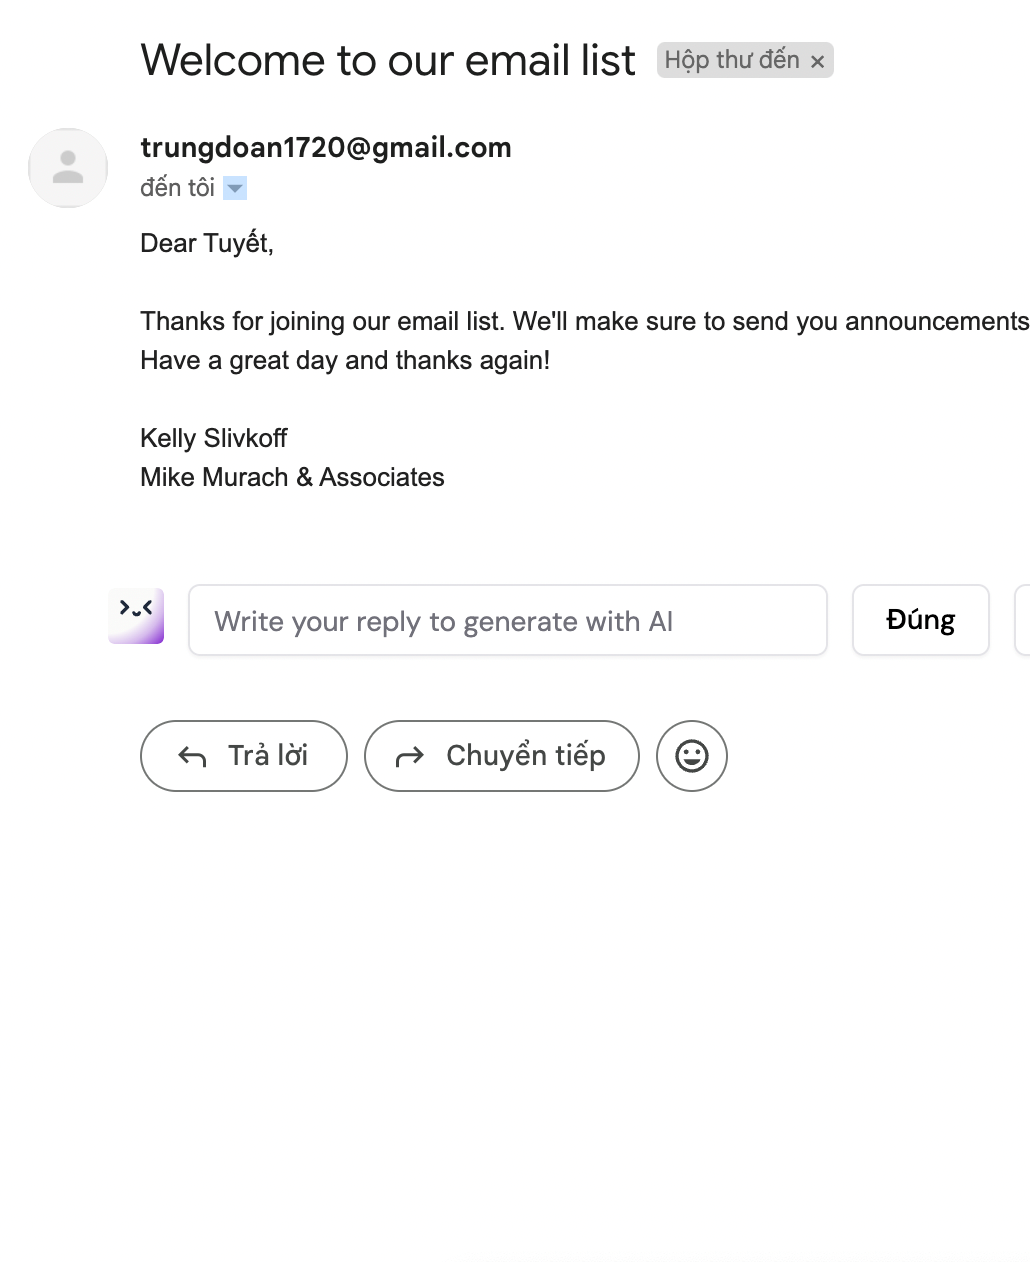 Welcome to our email list Hộp thư đến ×
trungdoan1720@gmail.com
đến tôi
Dear Tuyết,
Thanks for joining our email list. We'll make sure to send you announcements
Have a great day and thanks again!
Kelly Slivkoff
Mike Murach & Associates
Write your reply to generate with AI Đúng
Trả lời Chuyển tiếp